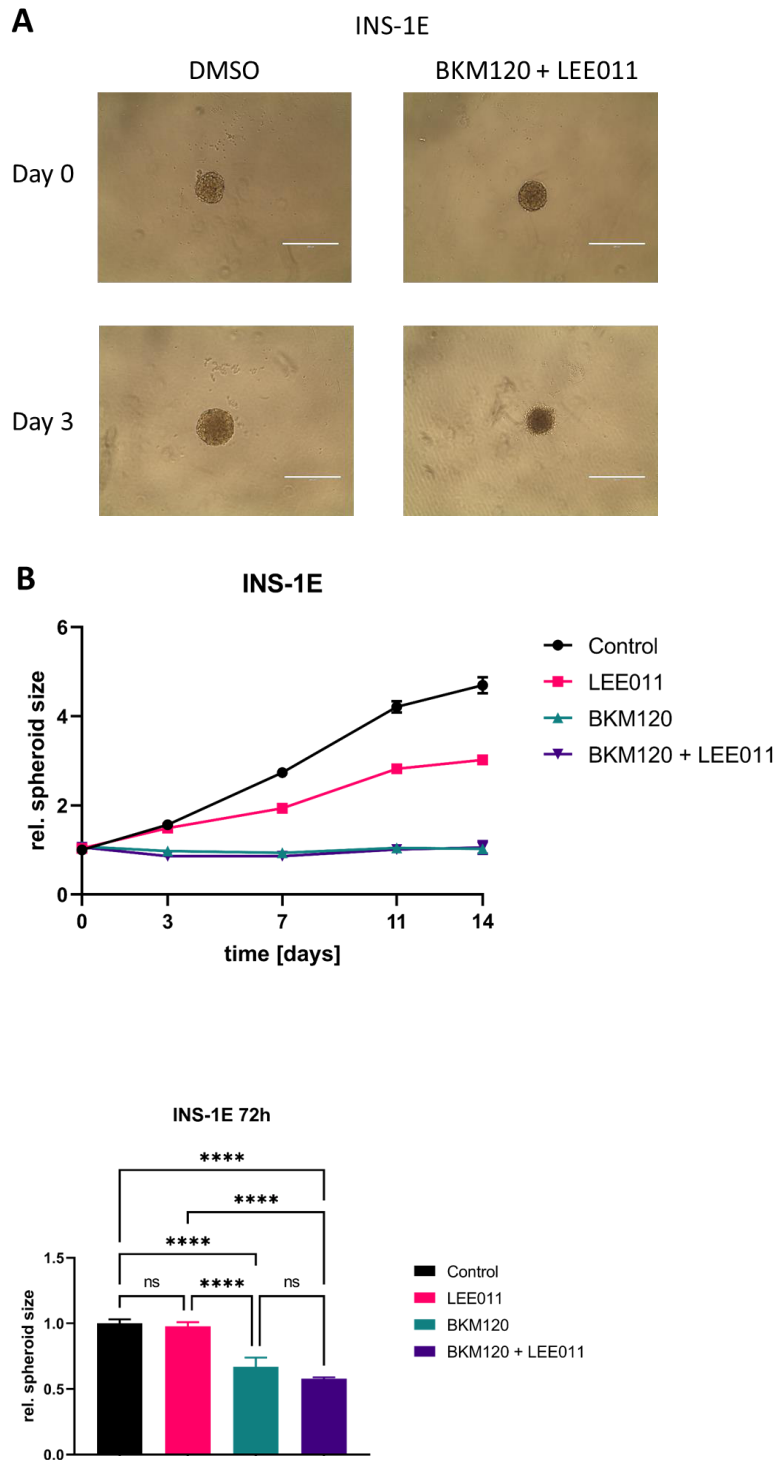 A
INS-1E
DMSO
BKM120 + LEE011
Day 0
Day 3
B
INS-1E
6
4
2
0
rel. spheroid size
0 3 7 11 14
time [days]
Control
LEE011
BKM120
BKM120 + LEE011
INS-1E 72h
****
****
****
ns
****
ns
1.5
1.0
0.5
0.0
rel. spheroid size
Control
LEE011
BKM120
BKM120 + LEE011